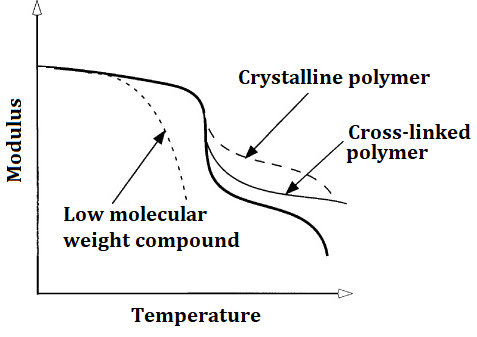 Crystalline polymer
Cross-linked
polymer
Modulus
Low molecular
weight compound
Temperature